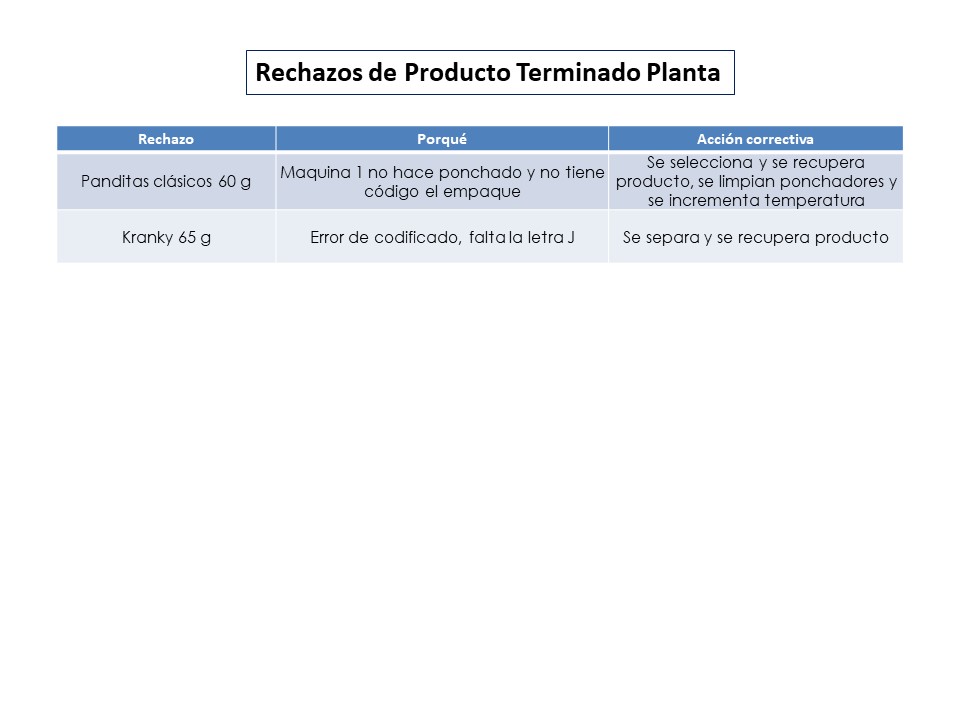 Rechazos de Producto Terminado Planta
Rechazo Porqué Acción correctiva
Panditas clásicos 60 g
Maquina 1 no hace ponchado y no tiene
código el empaque
Se selecciona y se recupera
producto, se limpian ponchadores y
se incrementa temperatura
Kranky 65 g
Error de codificado, falta la letra J
Se separa y se recupera producto